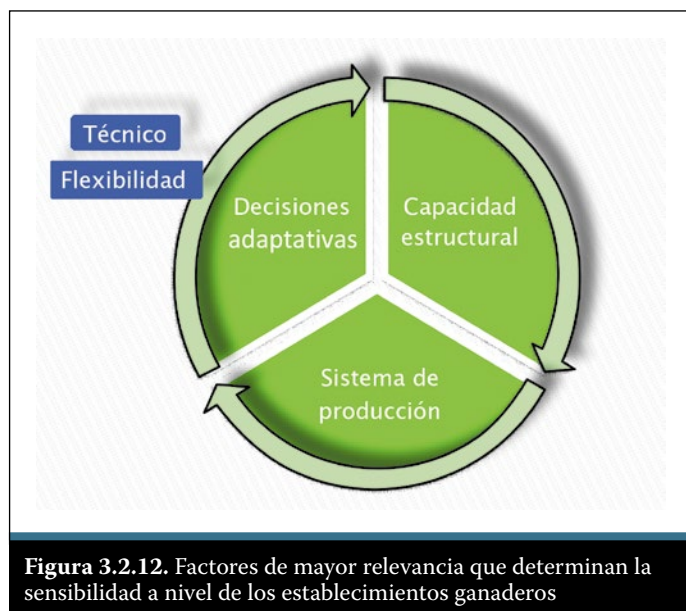 Técnico
Flexibilidad
Decisiones
adaptativas
Capacidad
estructural
Sistema de
producción
Figura 3.2.12. Factores de mayor relevancia que determinan la
sensibilidad a nivel de los establecimientos ganaderos